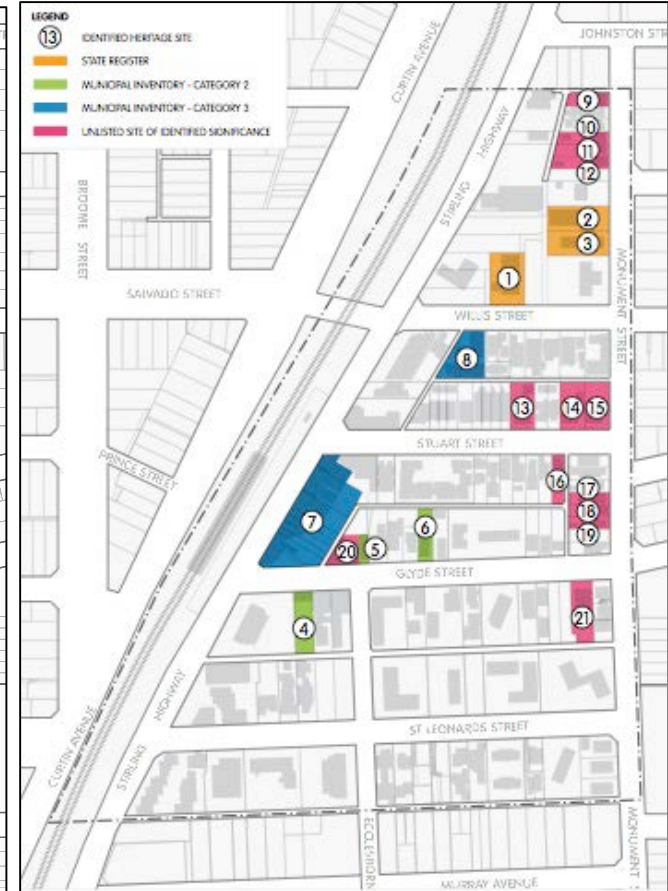 LEGEND
13 IDENTIFIED HERITAGE SITE
STATE REGISTER
MUNICIPAL INVENTORY - CATEGORY 2
MUNICIPAL INVENTORY - CATEGORY 3
UNLISTED SITE OF IDENTIFIED SIGNIFICANCE
JOHNSTON STR
CURTIN AVENUE
STIRLING HIGHWAY
9
10
11
12
BROOME STREET
2
3
MONUMENT STREET
1
SALVADO STREET
WILLIS STREET
8
13
14
15
STUART STREET
PRINCE STREET
16
17
7
18
6
19
20
5
GLYDE STREET
21
4
CURTIN AVENUE
STIRLING HIGHWAY
ST LEONARDS STREET
MONUMENT S
MURRAY AVENUE